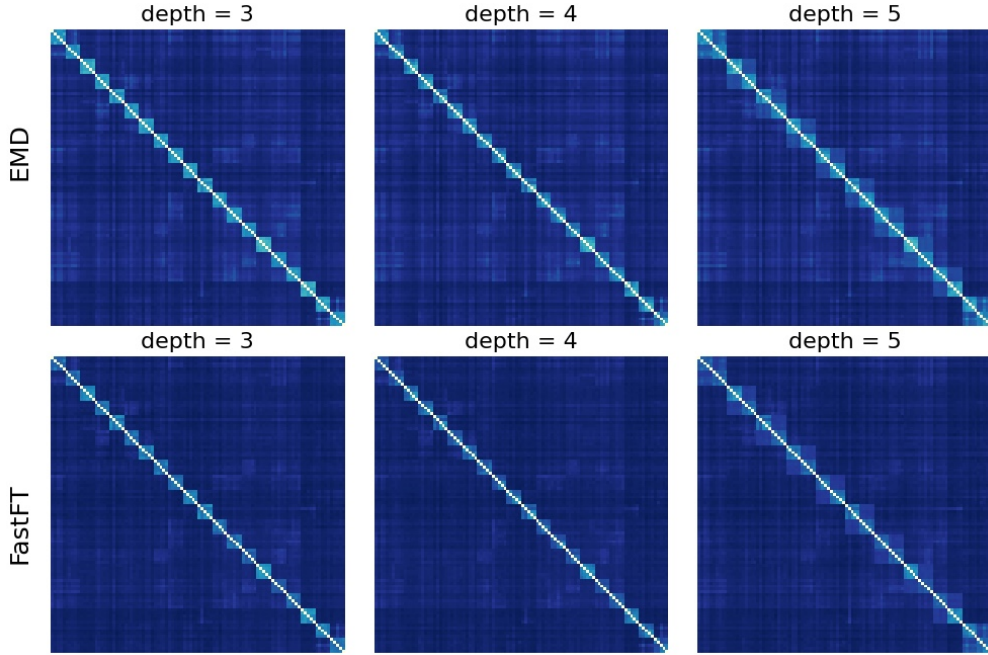 depth = 3
depth = 4
depth = 5
EMD
depth = 3
depth = 4
depth = 5
FastFT